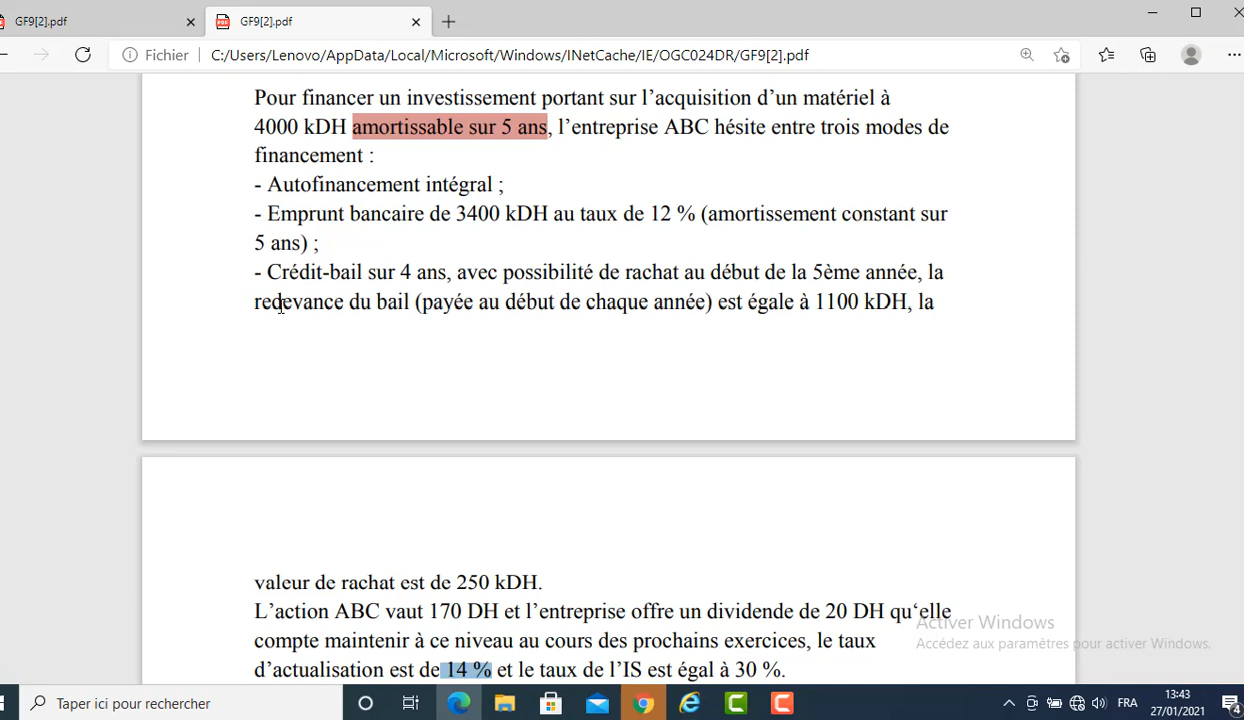 GF9[2].pdf
GF9[2].pdf
Fichier
C:/Users/Lenovo/AppData/Local/Microsoft/Windows/INetCache/IE/OGC024DR/GF9[2].pdf
Pour financer un investissement portant sur l’acquisition d’un matériel à
4000 kDH amortissable sur 5 ans, l’entreprise ABC hésite entre trois modes de
financement :
- Autofinancement intégral ;
- Emprunt bancaire de 3400 kDH au taux de 12 % (amortissement constant sur
5 ans) ;
- Crédit-bail sur 4 ans, avec possibilité de rachat au début de la 5ème année, la
redevance du bail (payée au début de chaque année) est égale à 1100 kDH, la
valeur de rachat est de 250 kDH.
L’action ABC vaut 170 DH et l’entreprise offre un dividende de 20 DH qu‘elle
compte maintenir à ce niveau au cours des prochains exercices, le taux
d’actualisation est de 14 % et le taux de l’IS est égal à 30 %.
Activer Windows
Accédez aux paramètres pour activer Windows.
Taper ici pour rechercher
FRA
13:43
27/01/2021
4